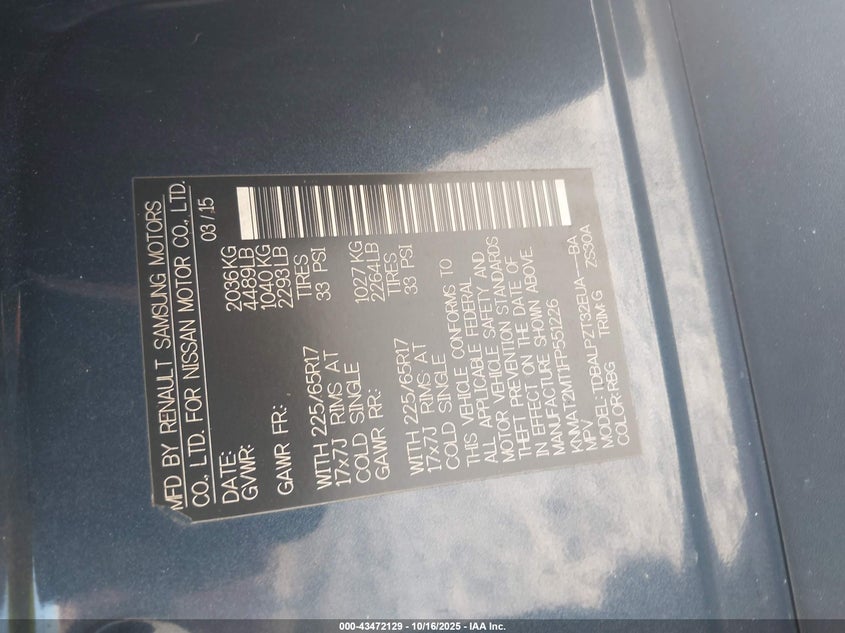 MFD BY RENAULT SAMSUNG MOTORS
CO., LTD. FOR NISSAN MOTOR CO., LTD.
DATE: 03/15
GVWR: 2036KG
4489LB
GAWR FR: 1040KG
2293LB
WITH 225/65R17 TIRES
17x7J RIMS AT 33 PSI
COLD SINGLE
GAWR RR: 1027KG
2264LB
WITH 225/65R17 TIRES
17x7J RIMS AT 33 PSI
COLD SINGLE
THIS VEHICLE CONFORMS TO
ALL APPLICABLE FEDERAL
MOTOR VEHICLE SAFETY AND
THEFT PREVENTION STANDARDS
IN EFFECT ON THE DATE OF
MANUFACTURE SHOWN ABOVE.
KNMAT2MT1FP551226
MPV
MODEL: TDBALPZT32EUA---BA
COLOR: RBG TRIM: G ZS30A
000-43472129 - 10/16/2025 - IAA Inc.